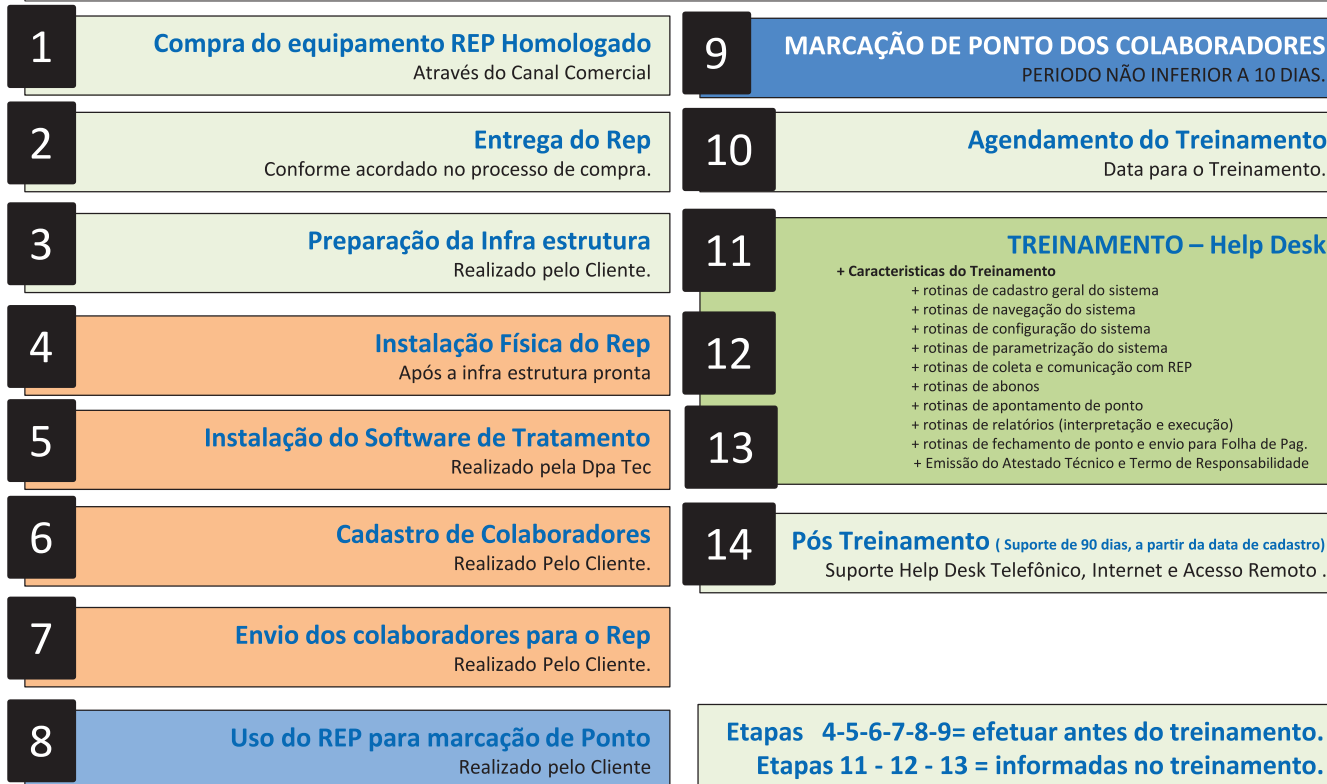 1
Compra do equipamento REP Homologado
Através do Canal Comercial
2
Entrega do Rep
Conforme acordado no processo de compra.
3
Preparação da Infra estrutura
Realizado pelo Cliente.
4
Instalação Física do Rep
Após a infra estrutura pronta
5
Instalação do Software de Tratamento
Realizado pela Dpa Tec
6
Cadastro de Colaboradores
Realizado Pelo Cliente.
7
Envio dos colaboradores para o Rep
Realizado Pelo Cliente.
8
Uso do REP para marcação de Ponto
Realizado pelo Cliente
9
MARCAÇÃO DE PONTO DOS COLABORADORES
PERIODO NÃO INFERIOR A 10 DIAS.
10
Agendamento do Treinamento
Data para o Treinamento.
11
12
13
TREINAMENTO – Help Desk
+ Caracteristicas do Treinamento
+ rotinas de cadastro geral do sistema
+ rotinas de navegação do sistema
+ rotinas de configuração do sistema
+ rotinas de parametrização do sistema
+ rotinas de coleta e comunicação com REP
+ rotinas de abonos
+ rotinas de apontamento de ponto
+ rotinas de relatórios (interpretação e execução)
+ rotinas de fechamento de ponto e envio para Folha de Pag.
+ Emissão do Atestado Técnico e Termo de Responsabilidade
14
Pós Treinamento ( Suporte de 90 dias, a partir da data de cadastro)
Suporte Help Desk Telefônico, Internet e Acesso Remoto .
Etapas 4-5-6-7-8-9= efetuar antes do treinamento.
Etapas 11 - 12 - 13 = informadas no treinamento.